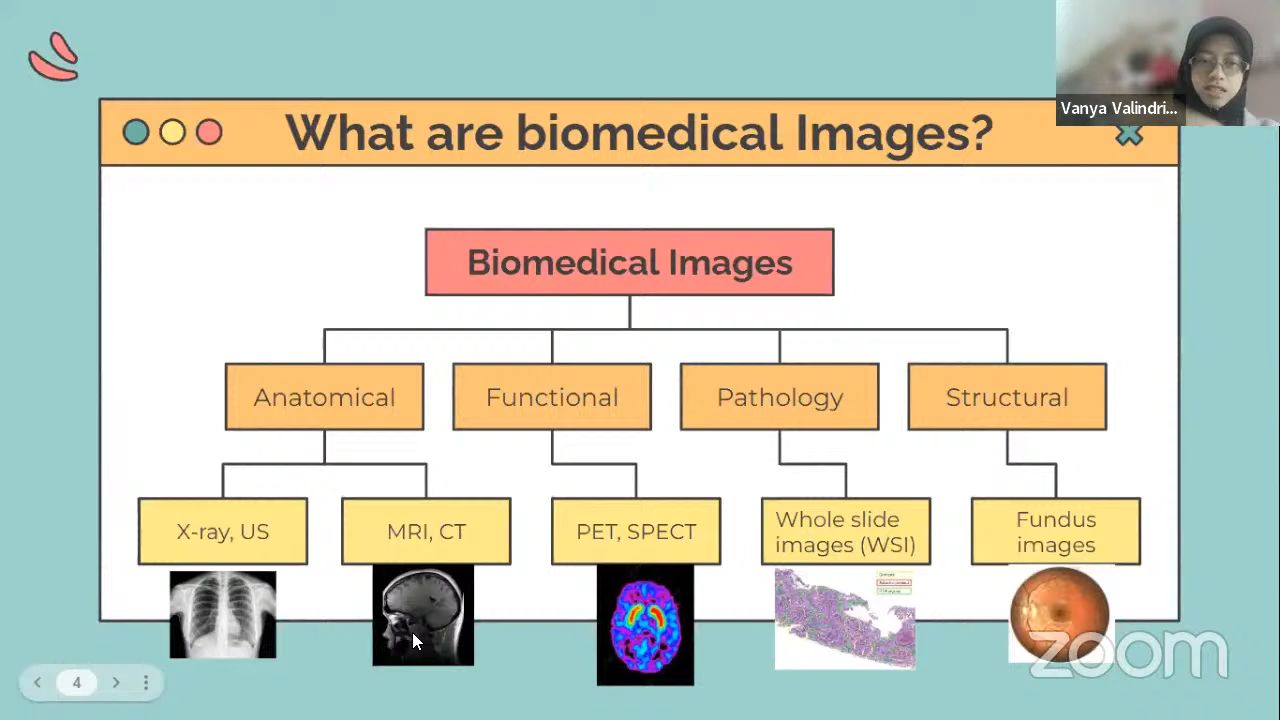 Vanya Valindri...
What are biomedical Images?
Biomedical Images
Anatomical
Functional
Pathology
Structural
X-ray, US
MRI, CT
PET, SPECT
Whole slide
images (WSI)
Fundus
images
zoom
4